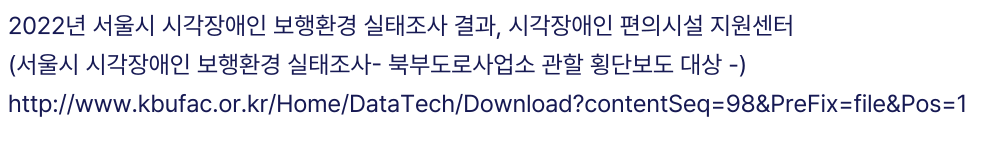 2022년 서울시 시각장애인 보행환경 실태조사 결과, 시각장애인 편의시설 지원센터
(서울시 시각장애인 보행환경 실태조사- 북부도로사업소 관할 횡단보도 대상 -)
http://www.kbufac.or.kr/Home/DataTech/Download?contentSeq=98&PreFix=file&Pos=1